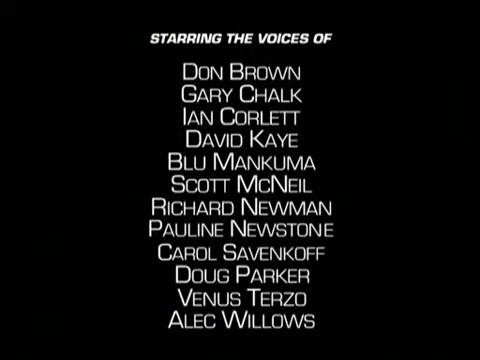 STARRING THE VOICES OF
DON BROWN
GARY CHALK
IAN CORLETT
DAVID KAYE
BLU MANKUMA
SCOTT MCNEIL
RICHARD NEWMAN
PAULINE NEWSTONE
CAROL SAVENKOFF
DOUG PARKER
VENUS TERZO
ALEC WILLOWS